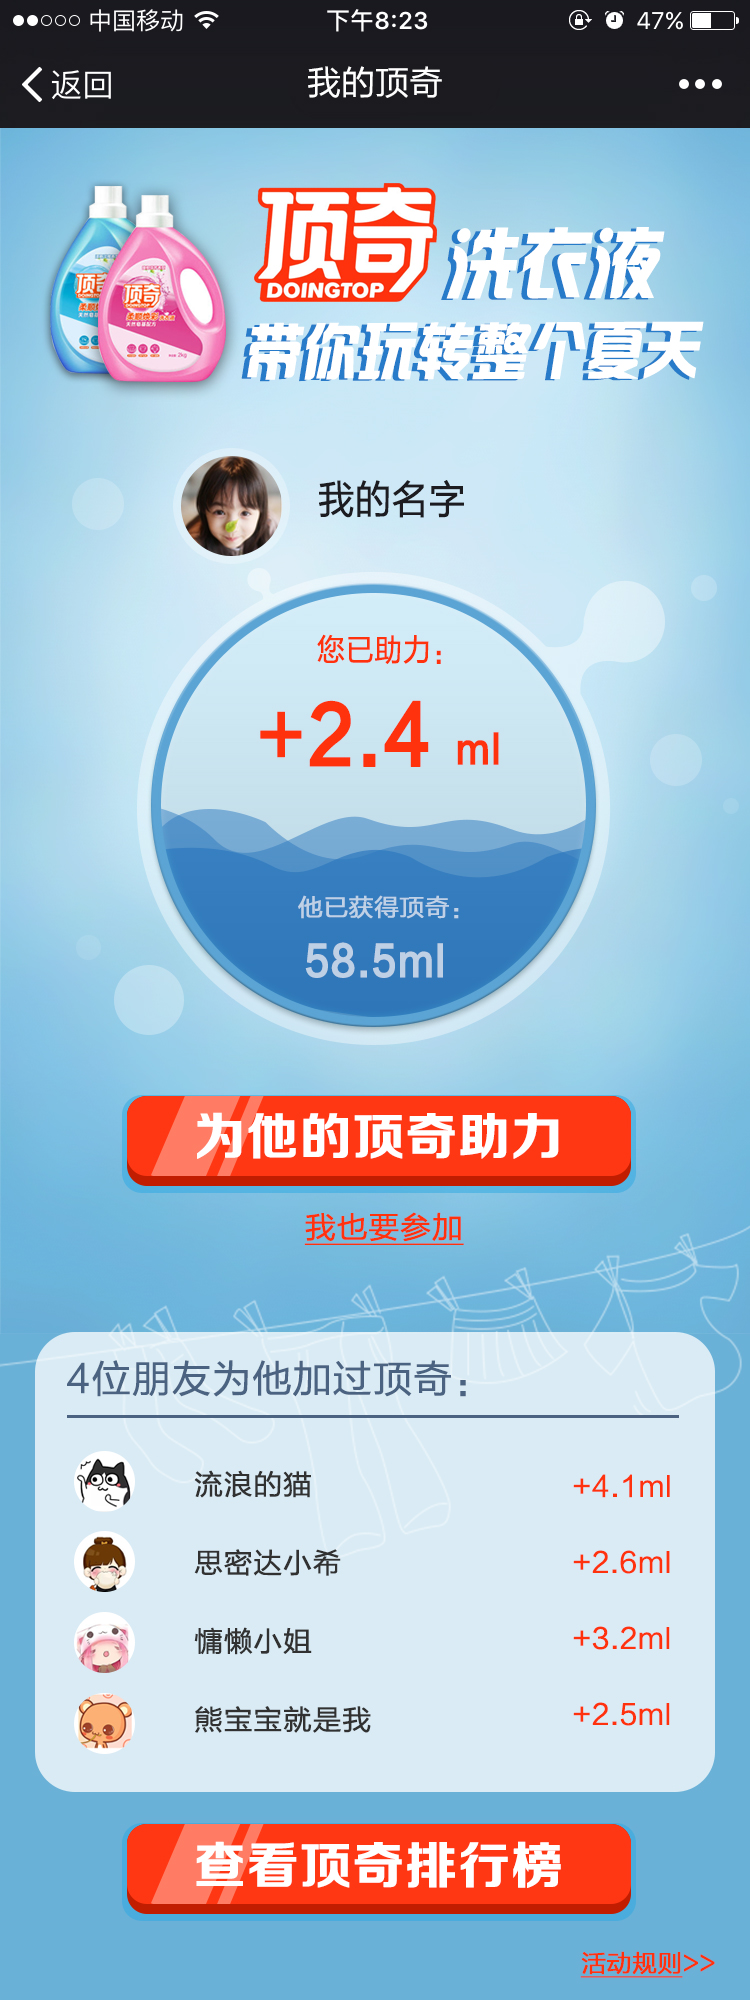 中国移动 下午8:23 47%
返回 我的顶奇
顶奇
DOINGTOP
洗衣液
带你玩转整个夏天
顶奇
DOINGTOP
2kg
我的名字
您已助力：
+2.4 ml
他已获得顶奇：
58.5ml
为他的顶奇助力
我也要参加
4位朋友为他加过顶奇：
流浪的猫 +4.1ml
思密达小希 +2.6ml
慵懒小姐 +3.2ml
熊宝宝就是我 +2.5ml
查看顶奇排行榜
活动规则>>